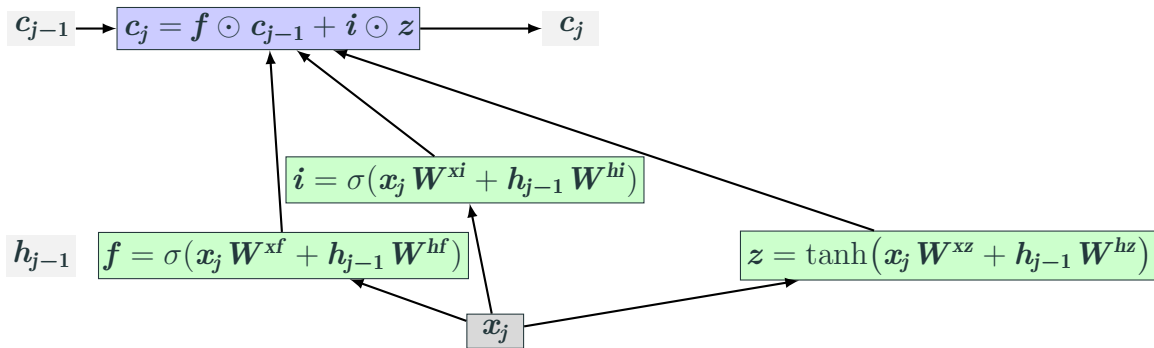 c_{j−1} c_j = f ⊙ c_{j−1} + i ⊙ z c_j
i = σ(x_j W^{xi} + h_{j−1} W^{hi})
h_{j−1} f = σ(x_j W^{xf} + h_{j−1} W^{hf}) z = tanh(x_j W^{xz} + h_{j−1} W^{hz})
x_j